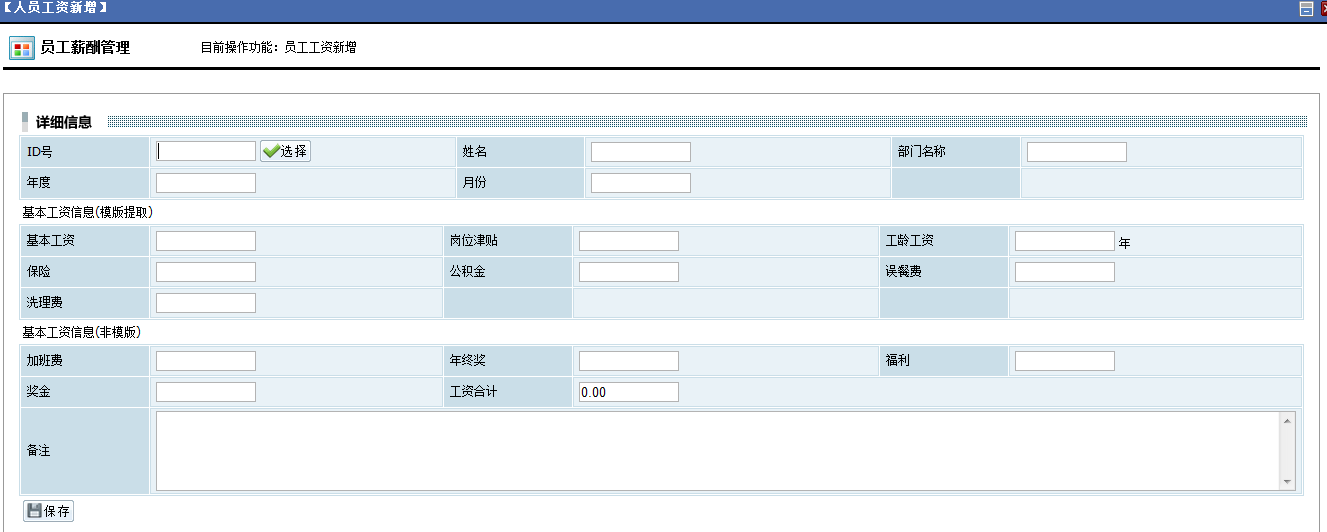 【人员工资新增】
员工薪酬管理 目前操作功能：员工工资新增
详细信息
ID号 选择 姓名 部门名称
年度 月份
基本工资信息(模版提取)
基本工资 岗位津贴 工龄工资 年
保险 公积金 误餐费
洗理费
基本工资信息(非模版)
加班费 年终奖 福利
奖金 工资合计 0.00
备注
保存